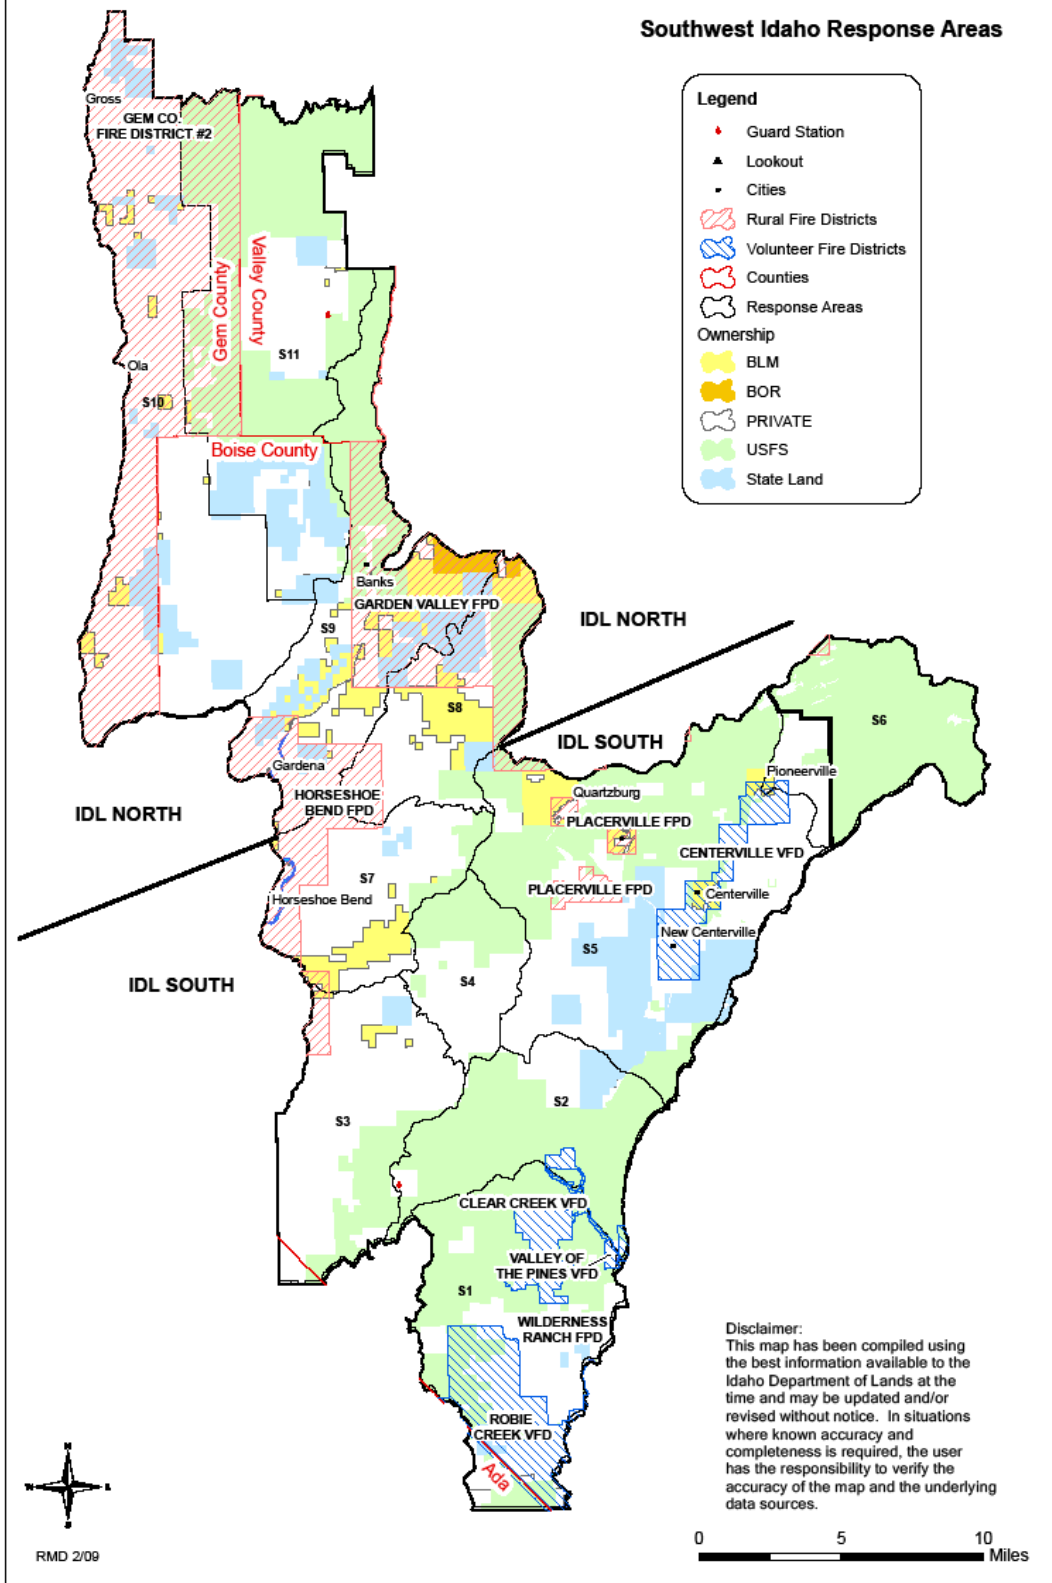 Southwest Idaho Response Areas
Legend
Guard Station
Lookout
Cities
Rural Fire Districts
Volunteer Fire Districts
Counties
Response Areas
Ownership
BLM
BOR
PRIVATE
USFS
State Land
Gross
GEM CO.
FIRE DISTRICT #2
Valley County
Gem County
S11
Ola
S10
Boise County
Banks
GARDEN VALLEY FPD
S9
IDL NORTH
S8
S6
IDL SOUTH
Gardena
Pioneerville
Quartzburg
HORSESHOE
BEND FPD
IDL NORTH
PLACERVILLE FPD
CENTERVILLE VFD
S7
PLACERVILLE FPD
Centerville
Horseshoe Bend
New Centerville
S5
IDL SOUTH
S4
S2
S3
CLEAR CREEK VFD
VALLEY OF
THE PINES VFD
S1
WILDERNESS
RANCH FPD
ROBIE
CREEK VFD
Ada
Disclaimer:
This map has been compiled using
the best information available to the
Idaho Department of Lands at the
time and may be updated and/or
revised without notice.  In situations
where known accuracy and
completeness is required, the user
has the responsibility to verify the
accuracy of the map and the underlying
data sources.
N
S
RMD 2/09
0 5 10
Miles